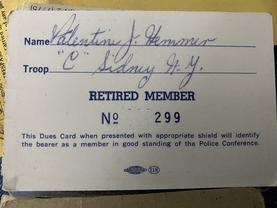 Name Valentine J. Hemmer
Troop "C" Sidney N.Y.
RETIRED MEMBER
Nº 299
This Dues Card when presented with appropriate shield will identify
the bearer as a member in good standing of the Police Conference.